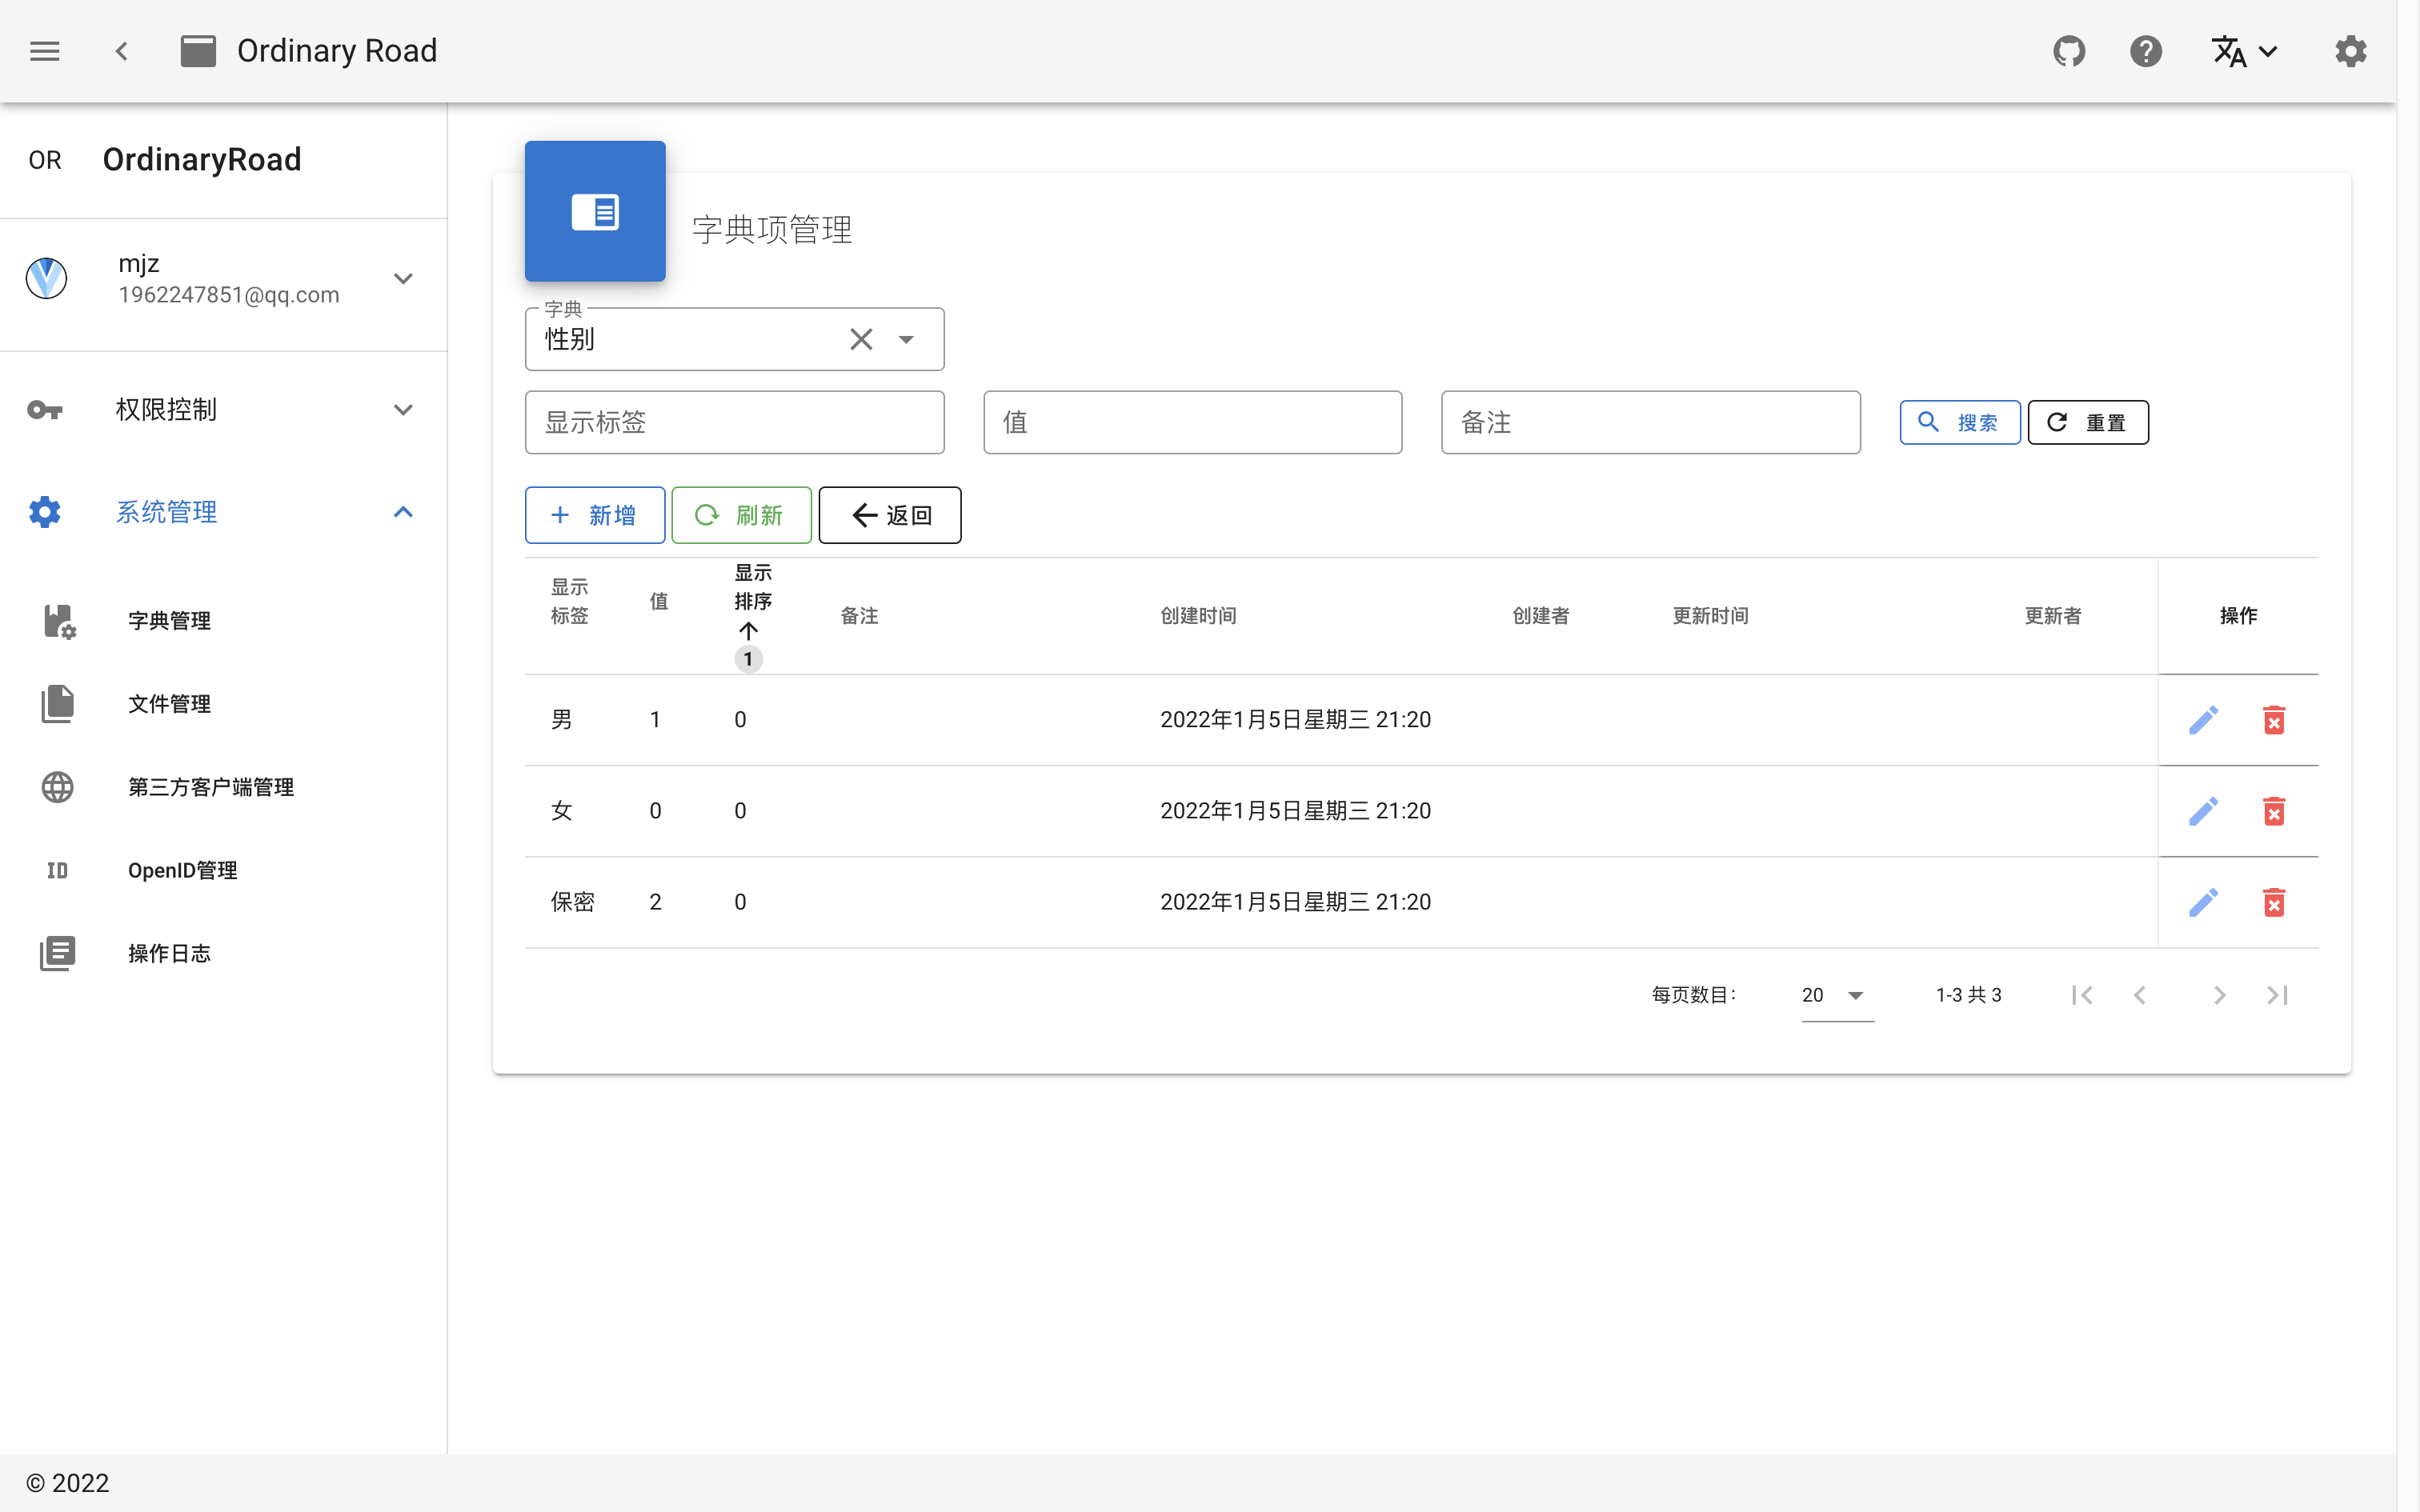 Ordinary Road
OR OrdinaryRoad
mjz
1962247851@qq.com
权限控制
系统管理
字典管理
文件管理
第三方客户端管理
ID OpenID管理
操作日志
字典项管理
字典
性别
显示标签 值 备注 搜索 重置
新增 刷新 返回
显示标签 值 显示排序 1 备注 创建时间 创建者 更新时间 更新者 操作
男 1 0 2022年1月5日星期三 21:20
女 0 0 2022年1月5日星期三 21:20
保密 2 0 2022年1月5日星期三 21:20
每页数目: 20 1-3 共 3
© 2022